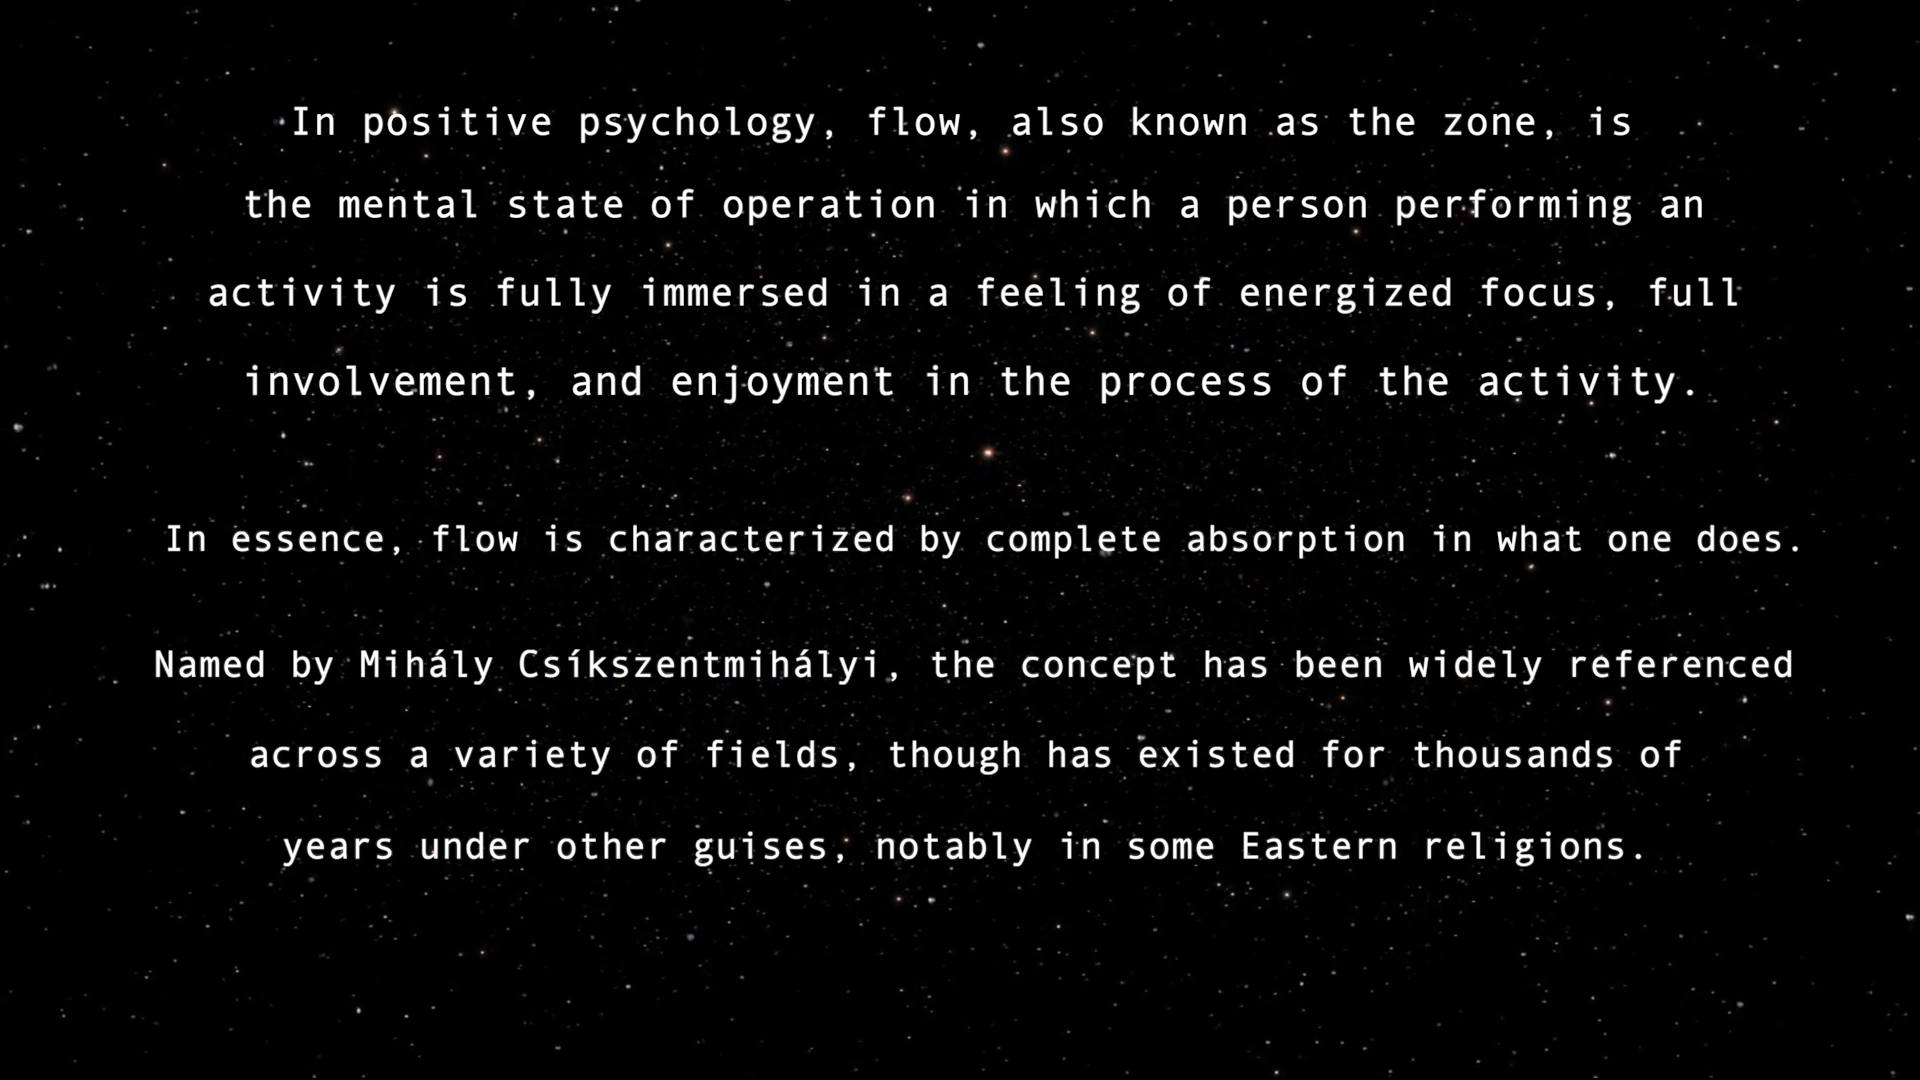 In positive psychology, flow, also known as the zone, is
the mental state of operation in which a person performing an
activity is fully immersed in a feeling of energized focus, full
involvement, and enjoyment in the process of the activity.
In essence, flow is characterized by complete absorption in what one does.
Named by Mihály Csíkszentmihályi, the concept has been widely referenced
across a variety of fields, though has existed for thousands of
years under other guises, notably in some Eastern religions.